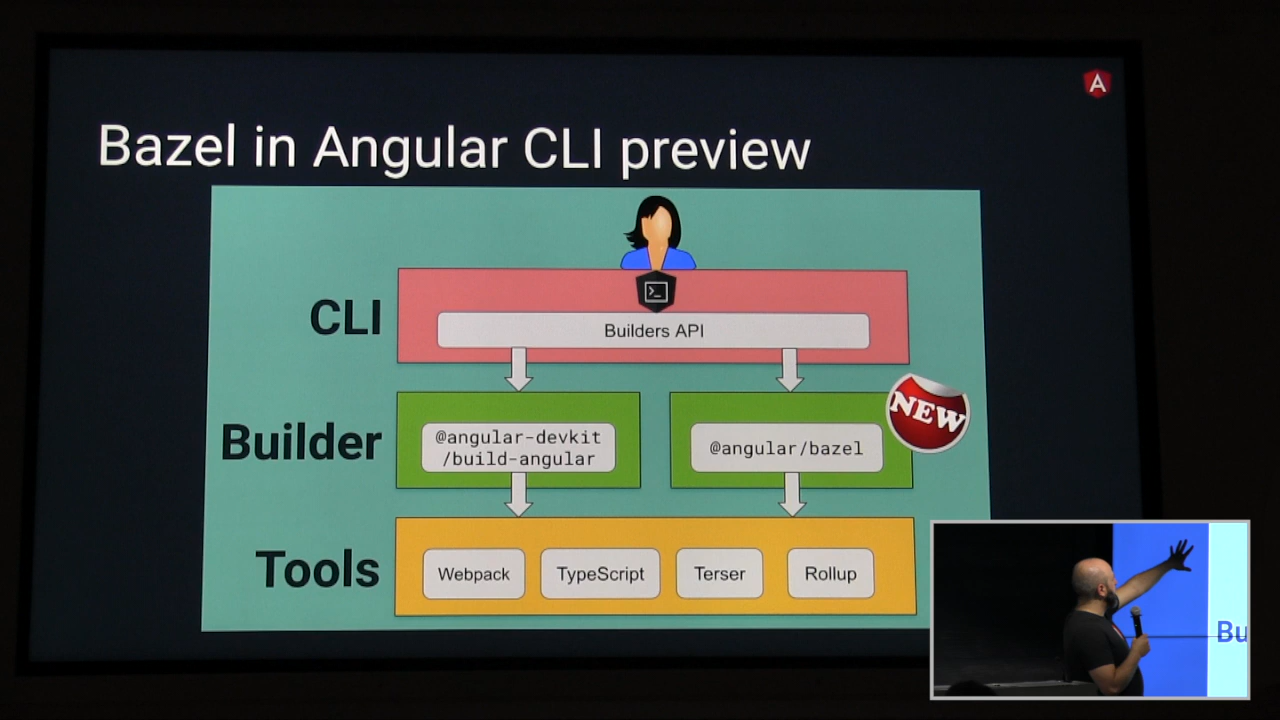 A
Bazel in Angular CLI preview
CLI
Builders API
Builder
@angular-devkit
/build-angular
@angular/bazel
NEW
Tools
Webpack
TypeScript
Terser
Rollup
Bu